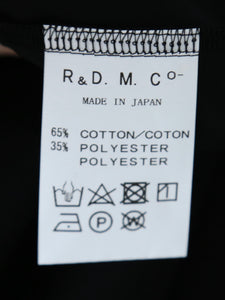 R&D. M. Co-
MADE IN JAPAN
65% COTTON/COTON
35% POLYESTER
POLYESTER